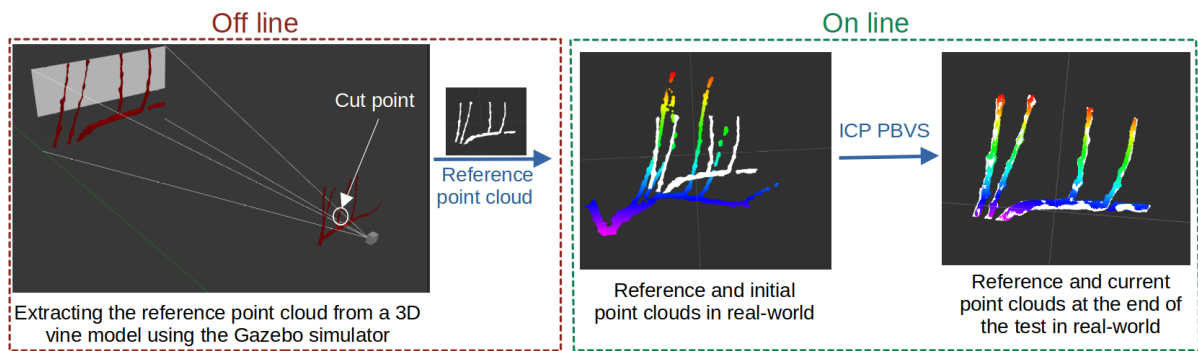 Off line
On line
Cut point
Reference
point cloud
ICP PBVS
Extracting the reference point cloud from a 3D
vine model using the Gazebo simulator
Reference and initial
point clouds in real-world
Reference and current
point clouds at the end of
the test in real-world